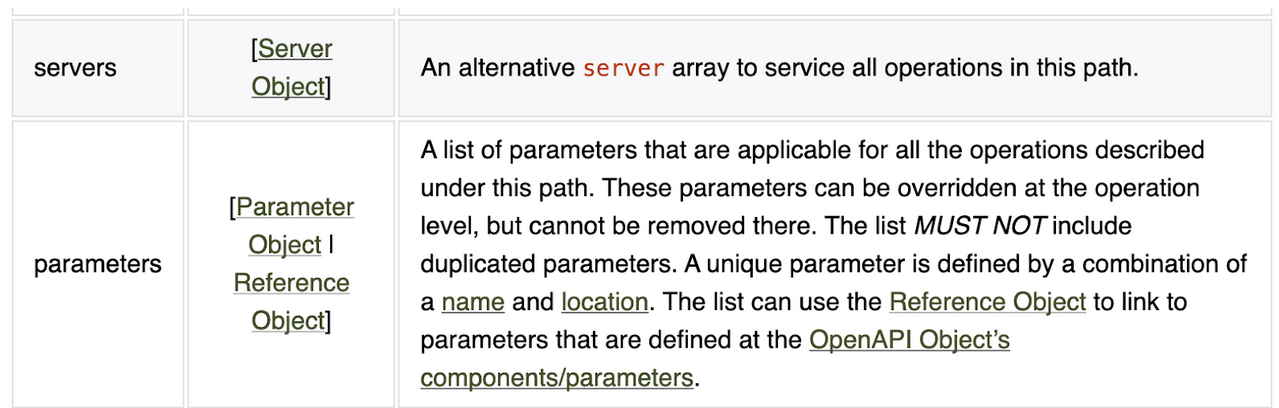 servers
[Server
Object]
An alternative server array to service all operations in this path.
parameters
[Parameter
Object |
Reference
Object]
A list of parameters that are applicable for all the operations described
under this path. These parameters can be overridden at the operation
level, but cannot be removed there. The list MUST NOT include
duplicated parameters. A unique parameter is defined by a combination of
a name and location. The list can use the Reference Object to link to
parameters that are defined at the OpenAPI Object’s
components/parameters.